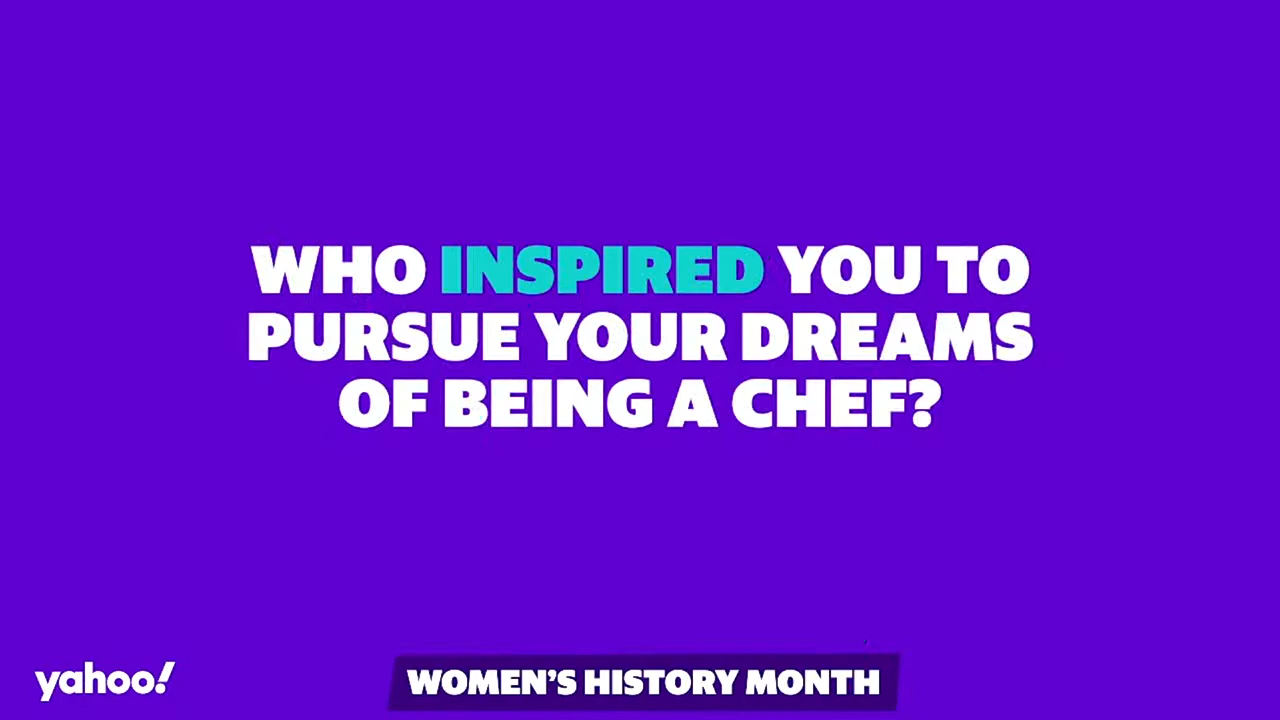 WHO INSPIRED YOU TO
PURSUE YOUR DREAMS
OF BEING A CHEF?
yahoo!
WOMEN'S HISTORY MONTH